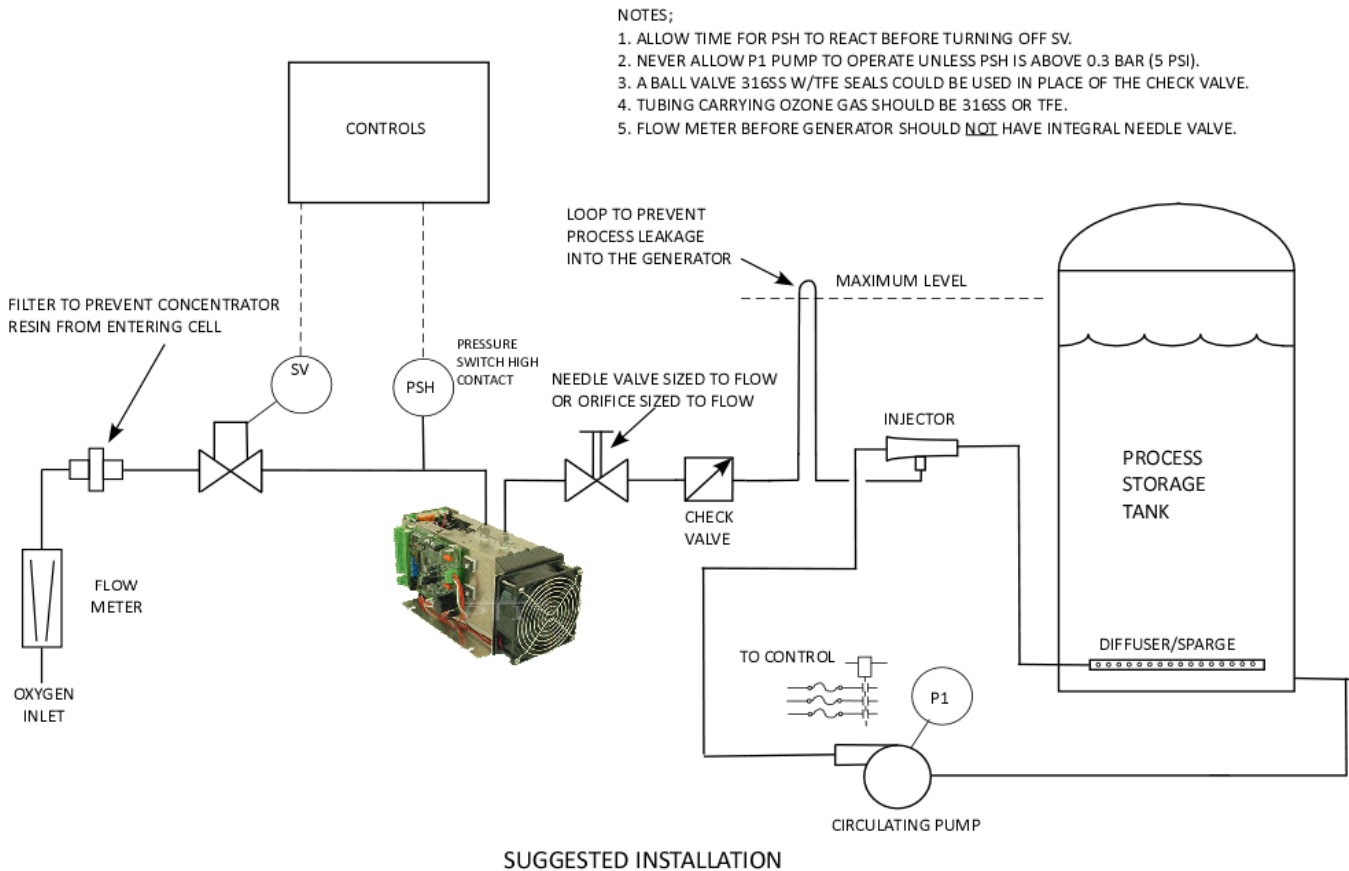 NOTES;
1. ALLOW TIME FOR PSH TO REACT BEFORE TURNING OFF SV.
2. NEVER ALLOW P1 PUMP TO OPERATE UNLESS PSH IS ABOVE 0.3 BAR (5 PSI).
3. A BALL VALVE 316SS W/TFE SEALS COULD BE USED IN PLACE OF THE CHECK VALVE.
4. TUBING CARRYING OZONE GAS SHOULD BE 316SS OR TFE.
5. FLOW METER BEFORE GENERATOR SHOULD NOT HAVE INTEGRAL NEEDLE VALVE.
CONTROLS
LOOP TO PREVENT
PROCESS LEAKAGE
INTO THE GENERATOR
MAXIMUM LEVEL
FILTER TO PREVENT CONCENTRATOR
RESIN FROM ENTERING CELL
SV
PSH
PRESSURE
SWITCH HIGH
CONTACT
NEEDLE VALVE SIZED TO FLOW
OR ORIFICE SIZED TO FLOW
INJECTOR
PROCESS
STORAGE
TANK
CHECK
VALVE
FLOW
METER
OXYGEN
INLET
DIFFUSER/SPARGE
TO CONTROL
P1
CIRCULATING PUMP
SUGGESTED INSTALLATION